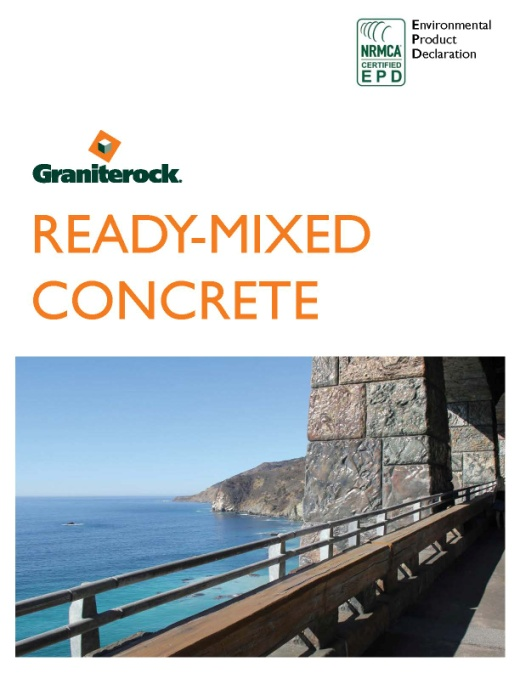 NRMCA
CERTIFIED
EPD
Environmental
Product
Declaration
Graniterock.
READY-MIXED
CONCRETE